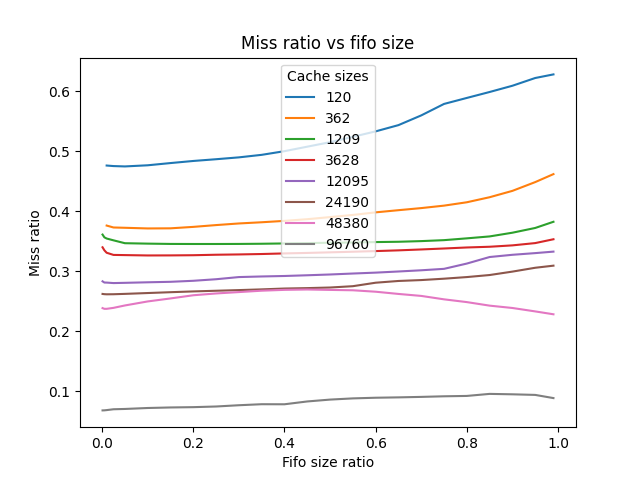 Miss ratio vs fifo size
Cache sizes
120
362
1209
3628
12095
24190
48380
96760
Miss ratio
0.6
0.5
0.4
0.3
0.2
0.1
0.0 0.2 0.4 0.6 0.8 1.0
Fifo size ratio